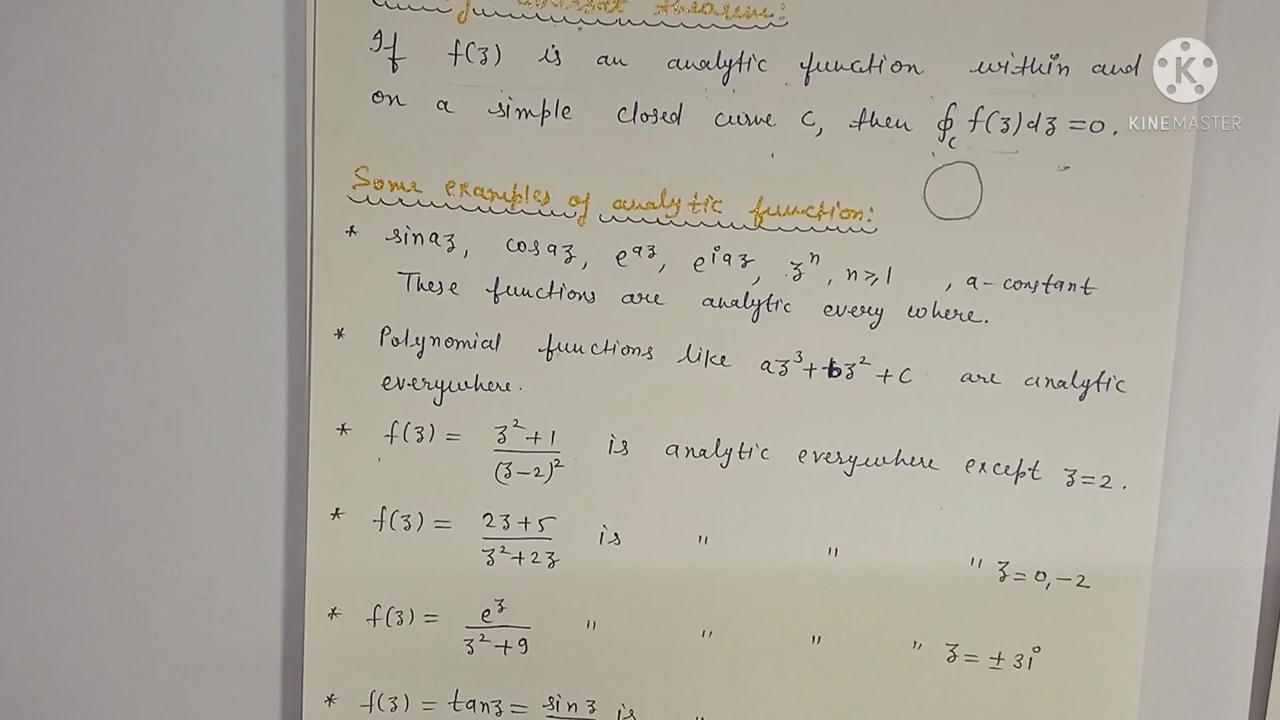 theorem:
If f(z) is an analytic function within and
on a simple closed curve C, then ∮_C f(z)dz = 0.
K
KINEMASTER
Some examples of analytic function:
* sin az, cos az, e^{az}, e^{iaz}, z^n, n ≥ 1, a - constant
These functions are analytic every where.
* Polynomial functions like az³ + bz² + c are analytic
everywhere.
* f(z) = (z² + 1)/(z - 2)² is analytic everywhere except z = 2.
* f(z) = (2z + 5)/(z² + 2z) is " " " z = 0, -2
* f(z) = e^z/(z² + 9) " " " " z = ± 3i
* f(z) = tan z = sin z is